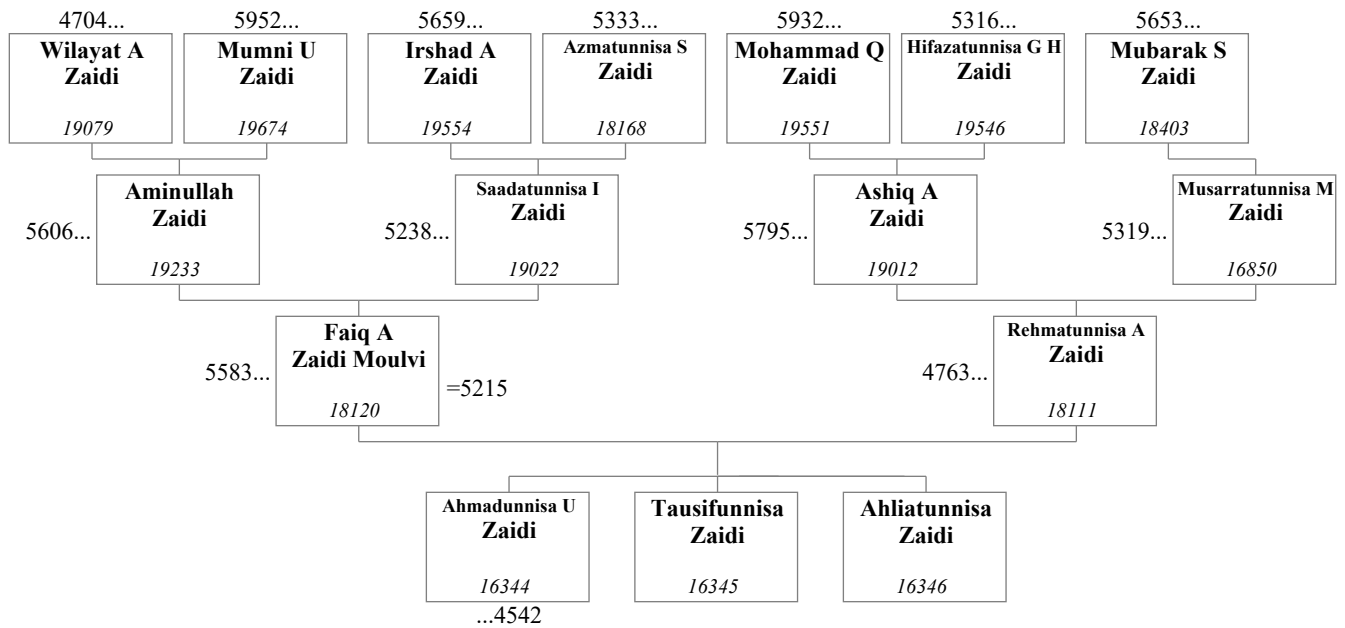 4704...
5952...
5659...
5333...
5932...
5316...
5653...
Wilayat A
Zaidi
19079
Mumni U
Zaidi
19674
Irshad A
Zaidi
19554
Azmatunnisa S
Zaidi
18168
Mohammad Q
Zaidi
19551
Hifazatunnisa G H
Zaidi
19546
Mubarak S
Zaidi
18403
5606...
Aminullah
Zaidi
19233
5238...
Saadatunnisa I
Zaidi
19022
5795...
Ashiq A
Zaidi
19012
5319...
Musarratunnisa M
Zaidi
16850
5583...
Faiq A
Zaidi Moulvi
18120
=5215
4763...
Rehmatunnisa A
Zaidi
18111
Ahmadunnisa U
Zaidi
16344
...4542
Tausifunnisa
Zaidi
16345
Ahliatunnisa
Zaidi
16346